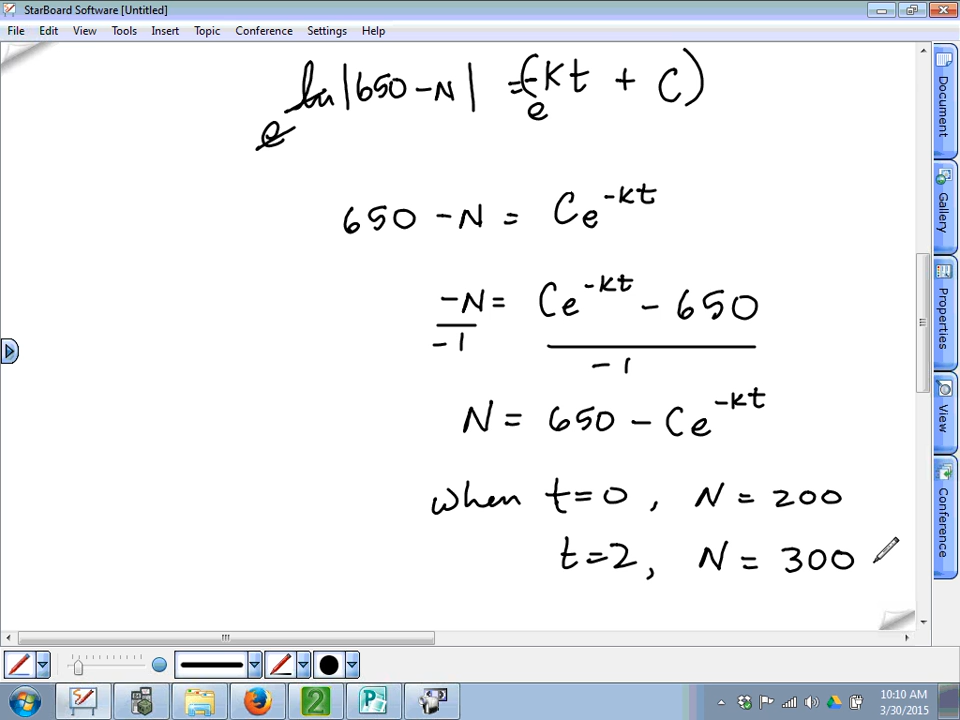 StarBoard Software [Untitled]
File Edit View Tools Insert Topic Conference Settings Help
ln|650 - N| = (-kt + C)
e e
650 - N = Ce^{-kt}
-N = Ce^{-kt} - 650
-1 -1
N = 650 - Ce^{-kt}
when t=0, N = 200
t=2, N = 300
Document
Gallery
Properties
View
Conference
10:10 AM
3/30/2015